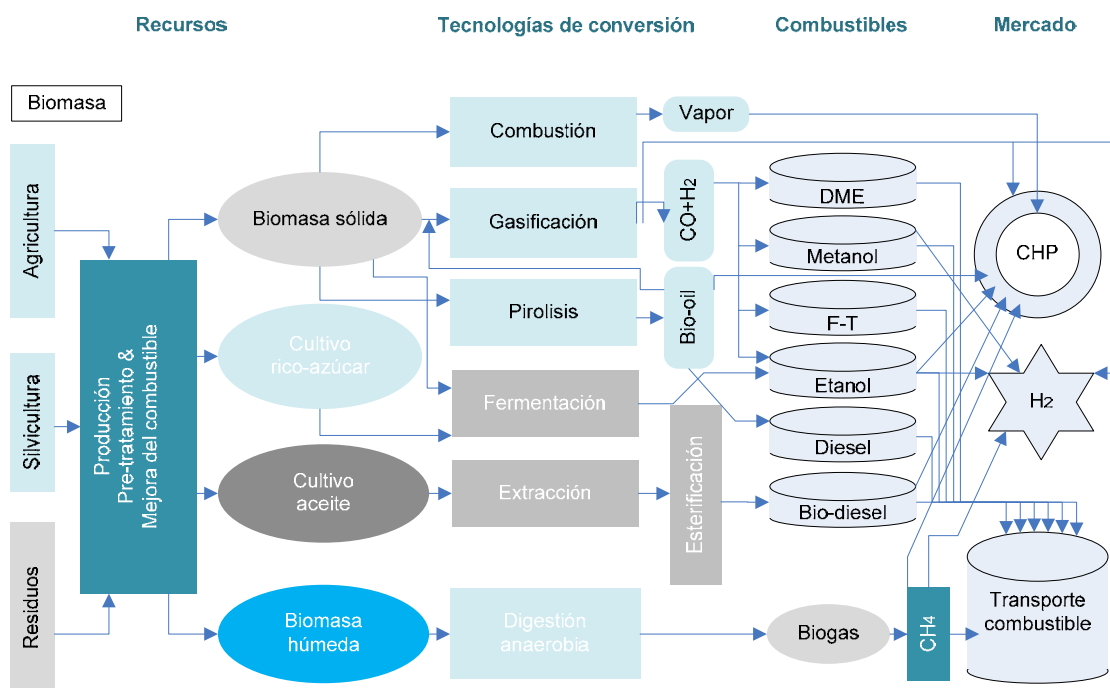 Recursos
Tecnologías de conversión
Combustibles
Mercado
Biomasa
Agricultura
Silvicultura
Residuos
Producción
Pre-tratamiento &
Mejora del combustible
Biomasa sólida
Cultivo
rico-azúcar
Cultivo
aceite
Biomasa
húmeda
Combustión
Gasificación
Pirolisis
Fermentación
Extracción
Digestión
anaerobia
Esterificación
Vapor
CO+H2
Bio-oil
DME
Metanol
F-T
Etanol
Diesel
Bio-diesel
Biogas
CH4
CHP
H2
Transporte
combustible